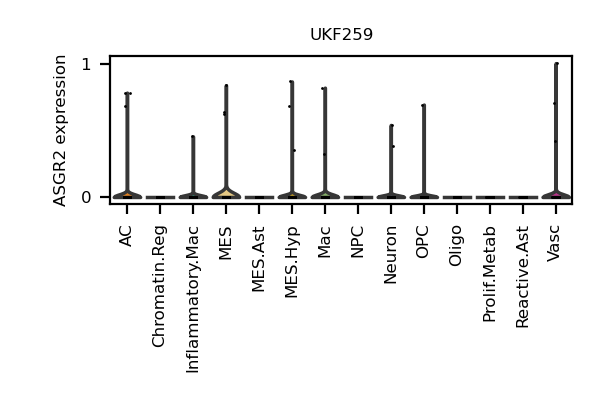 UKF259
ASGR2 expression
1
0
AC
Chromatin.Reg
Inflammatory.Mac
MES
MES.Ast
MES.Hyp
Mac
NPC
Neuron
OPC
Oligo
Prolif.Metab
Reactive.Ast
Vasc